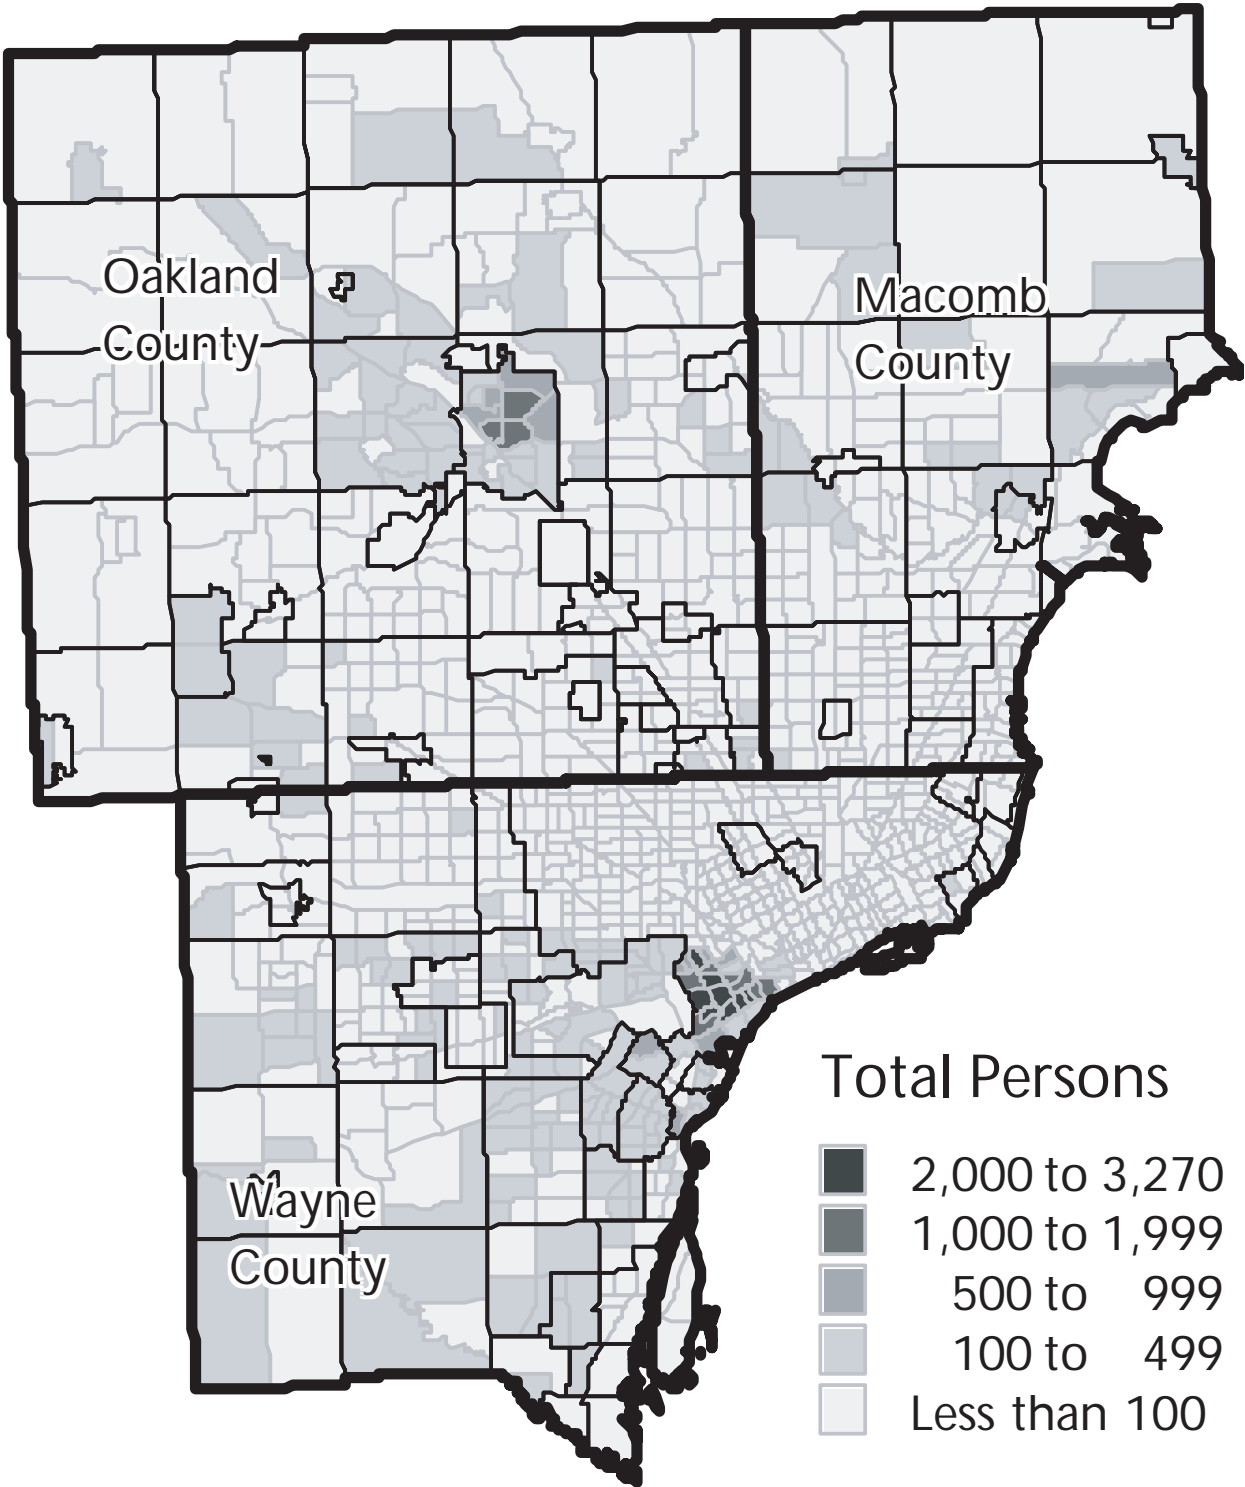 Oakland
County
Macomb
County
Wayne
County
Total Persons
2,000 to 3,270
1,000 to 1,999
500 to 999
100 to 499
Less than 100